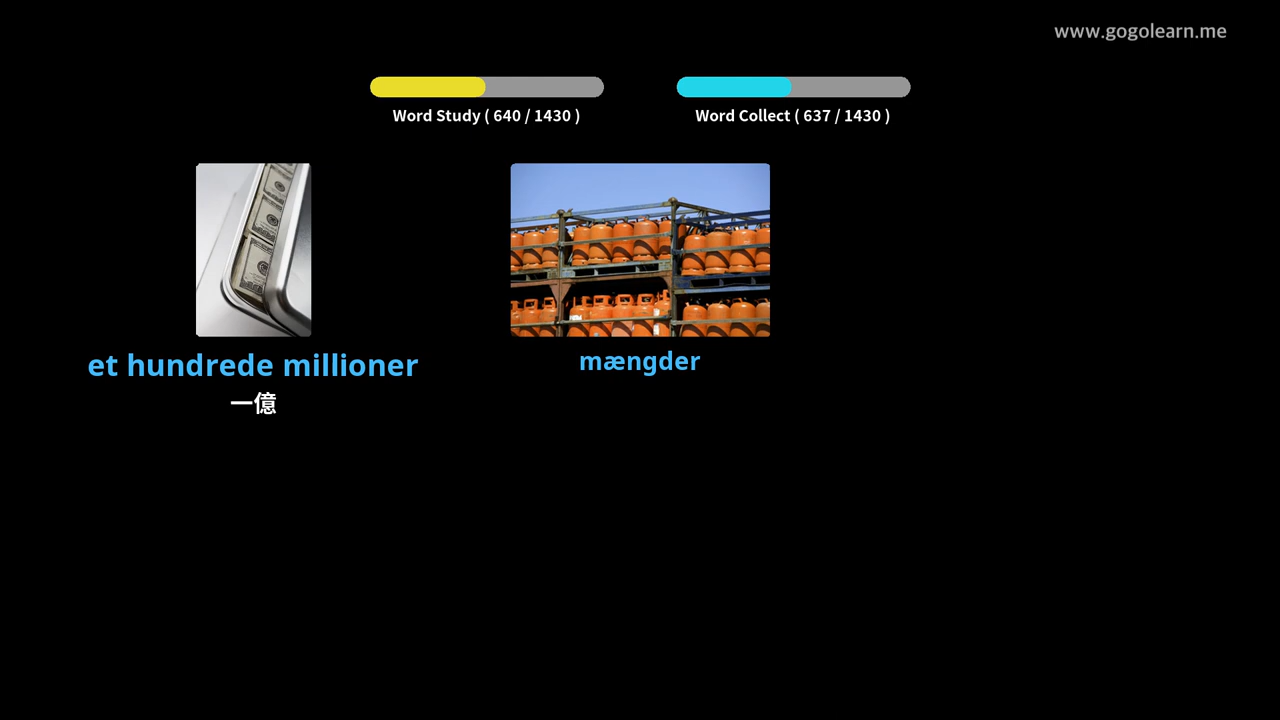 www.gogolearn.me
Word Study ( 640 / 1430 )
Word Collect ( 637 / 1430 )
et hundrede millioner
一億
mængder